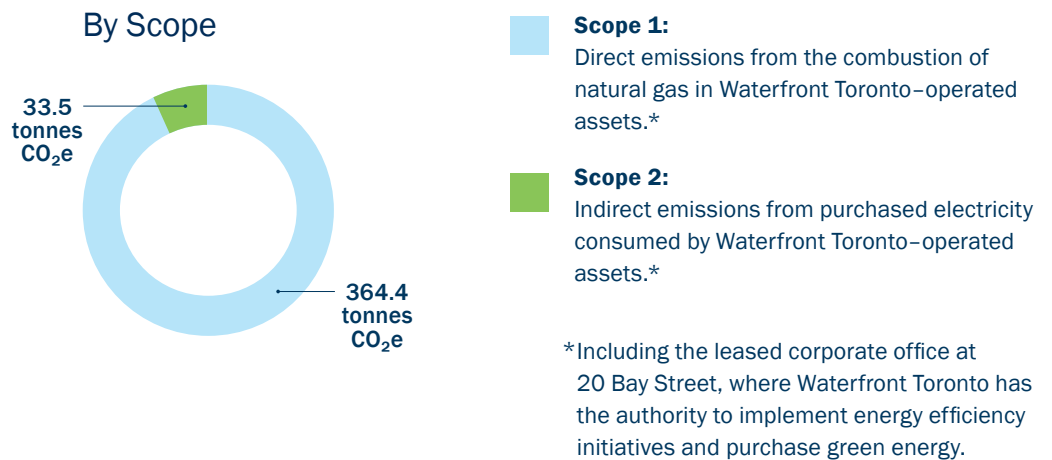 By Scope
33.5
tonnes
CO₂e
364.4
tonnes
CO₂e
Scope 1:
Direct emissions from the combustion of
natural gas in Waterfront Toronto–operated
assets.*
Scope 2:
Indirect emissions from purchased electricity
consumed by Waterfront Toronto–operated
assets.*
*Including the leased corporate office at
20 Bay Street, where Waterfront Toronto has
the authority to implement energy efficiency
initiatives and purchase green energy.